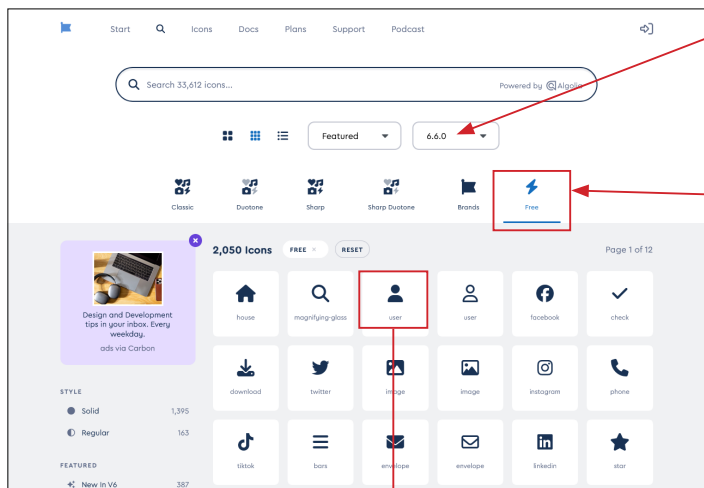 Start Icons Docs Plans Support Podcast
Search 33,612 icons... Powered by Algolia
Featured 6.6.0
Classic Duotone Sharp Sharp Duotone Brands Free
2,050 Icons FREE × RESET Page 1 of 12
Design and Development
tips in your inbox. Every
weekday.
ads via Carbon
house magnifying-glass user user facebook check
download twitter image image instagram phone
STYLE
Solid 1,395
Regular 163
tiktok bars envelope envelope linkedin star
FEATURED
New In V6 387